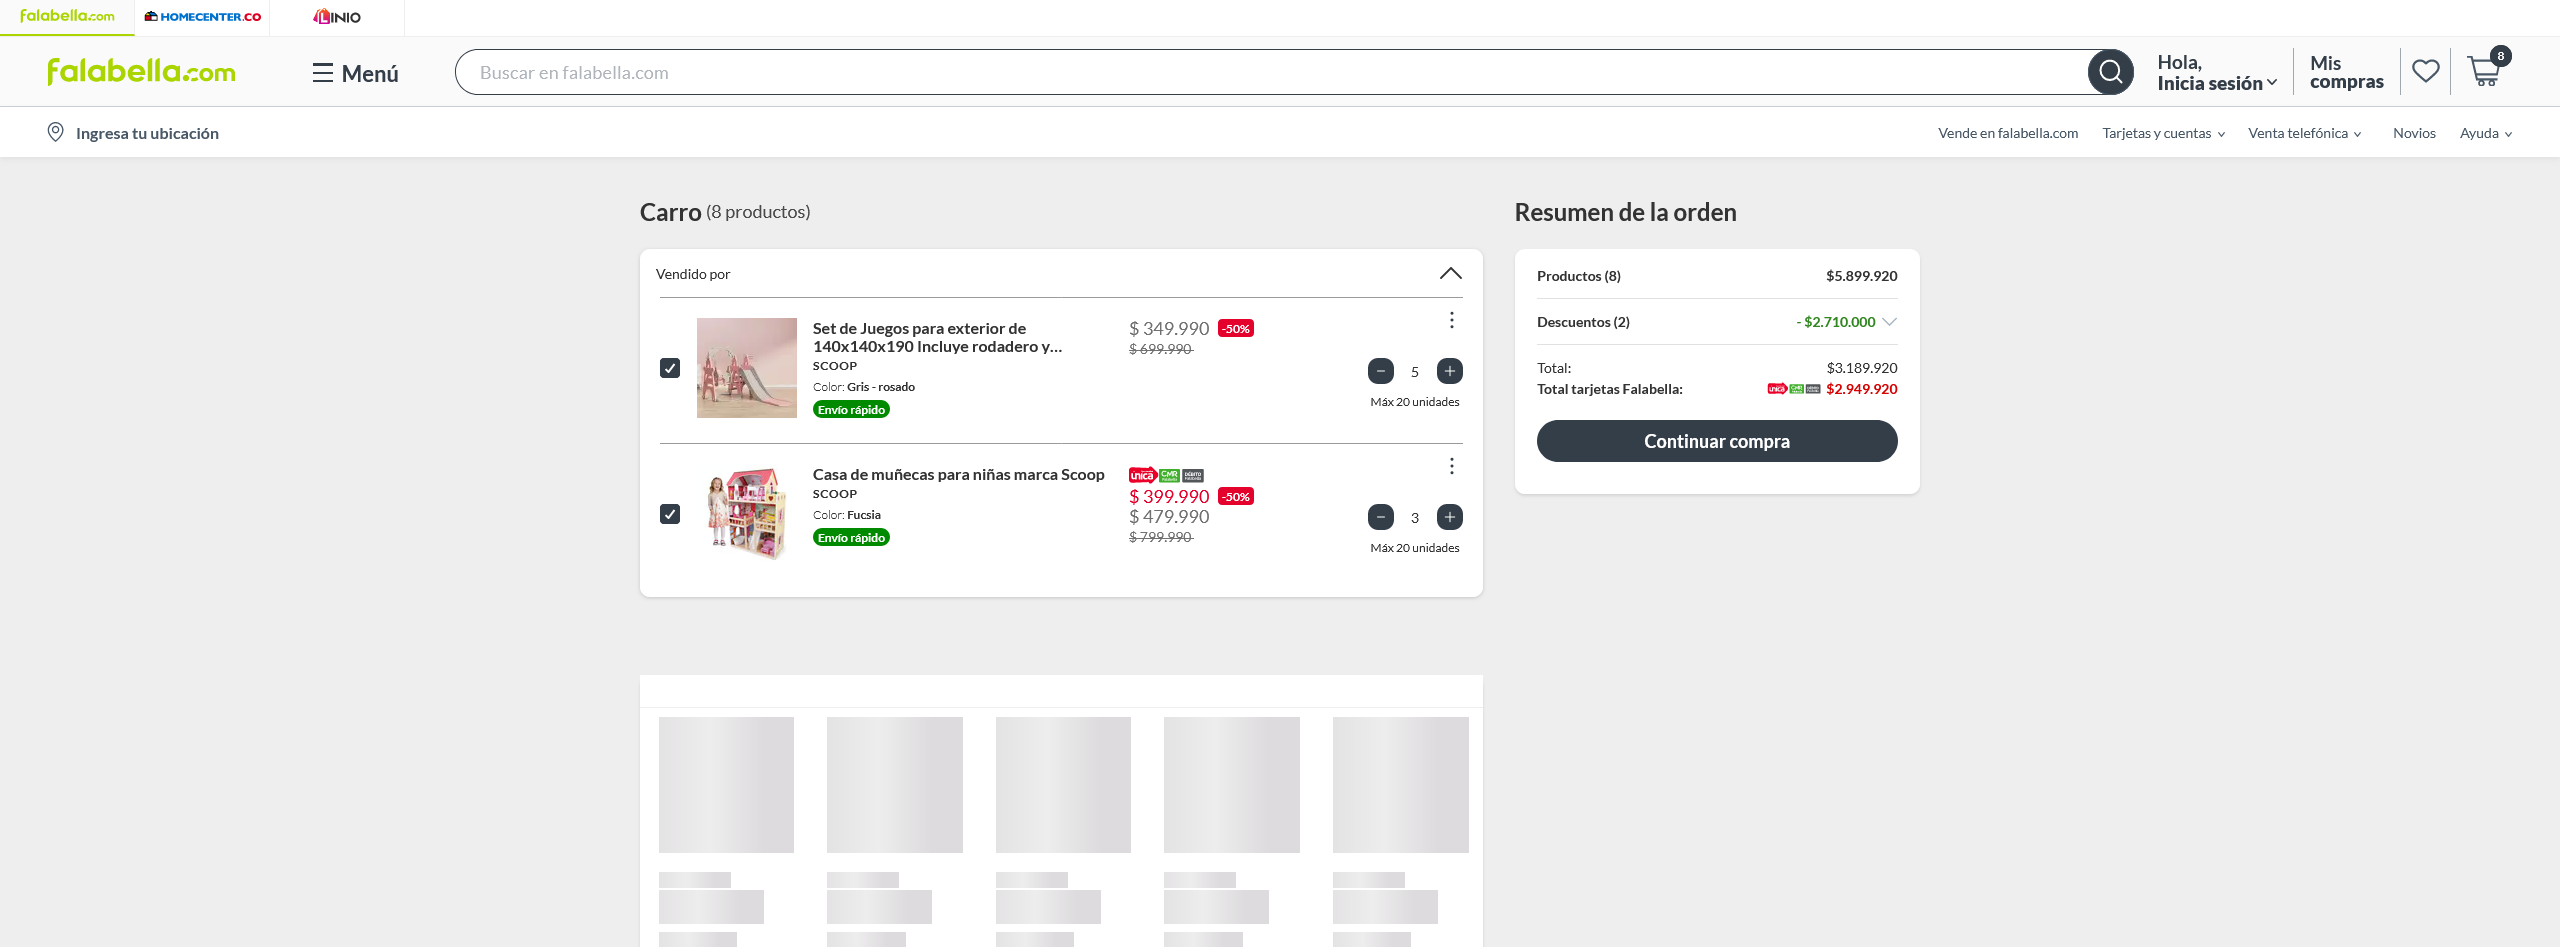 falabella.com
HOMECENTER.CO
LINIO
falabella.com
Menú
Buscar en falabella.com
Hola,
Inicia sesión
Mis
compras
8
Ingresa tu ubicación
Vende en falabella.com
Tarjetas y cuentas
Venta telefónica
Novios
Ayuda
Carro (8 productos)
Vendido por
Set de Juegos para exterior de
140x140x190 Incluye rodadero y...
SCOOP
Color: Gris - rosado
Envío rápido
$ 349.990 -50%
$ 699.990
5
Máx 20 unidades
Casa de muñecas para niñas marca Scoop
SCOOP
Color: Fucsia
Envío rápido
única CMR DEBITO
$ 399.990 -50%
$ 479.990
$ 799.990
3
Máx 20 unidades
Resumen de la orden
Productos (8) $5.899.920
Descuentos (2) - $2.710.000
Total: $3.189.920
Total tarjetas Falabella: única CMR $2.949.920
Continuar compra